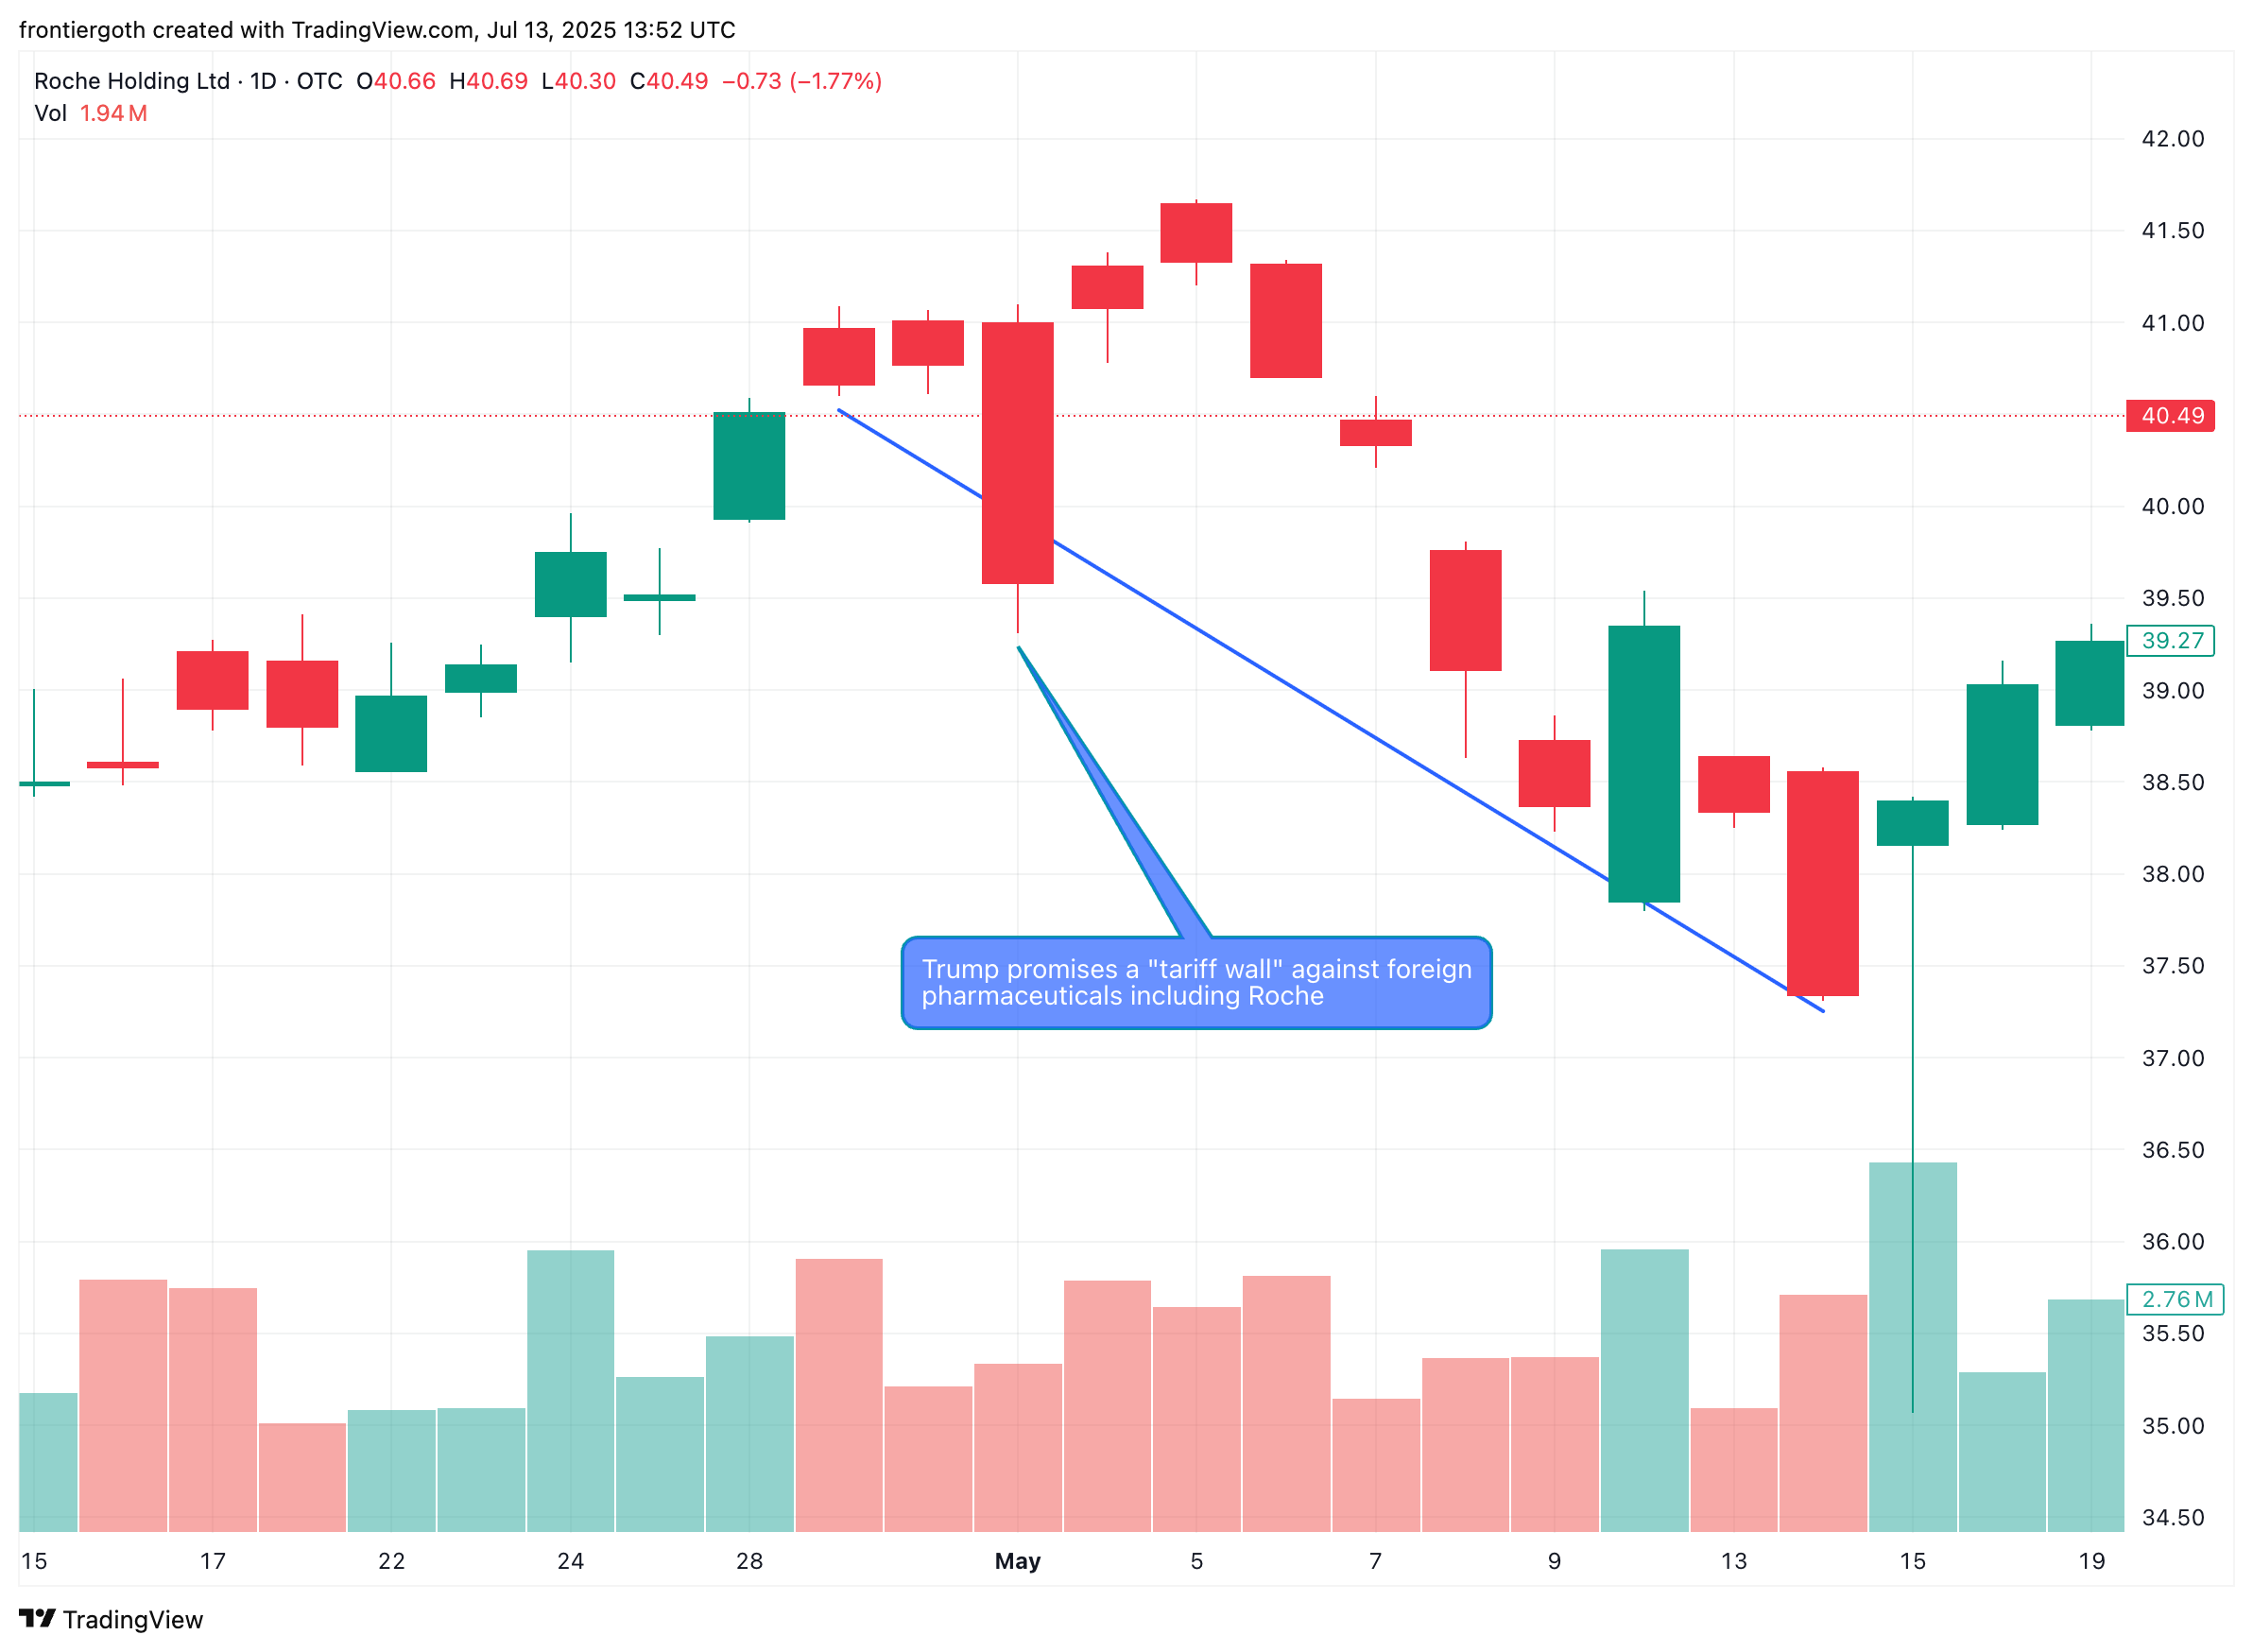 frontiergoth created with TradingView.com, Jul 13, 2025 13:52 UTC
Roche Holding Ltd · 1D · OTC O40.66 H40.69 L40.30 C40.49 −0.73 (−1.77%)
Vol 1.94 M
42.00
41.50
41.00
40.49
40.00
39.50
39.27
39.00
38.50
38.00
37.50
37.00
36.50
36.00
2.76 M
35.50
35.00
34.50
Trump promises a "tariff wall" against foreign
pharmaceuticals including Roche
15 17 22 24 28 May 5 7 9 13 15 19
TradingView